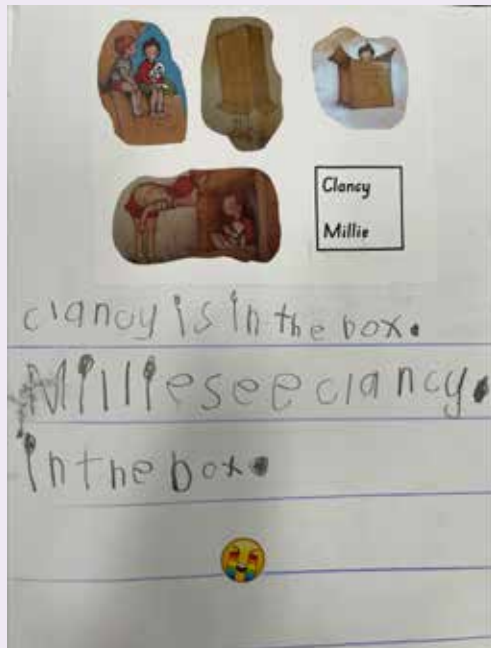 Clancy
Millie
clancy is in the box.
Millie see clancy.
in the box.